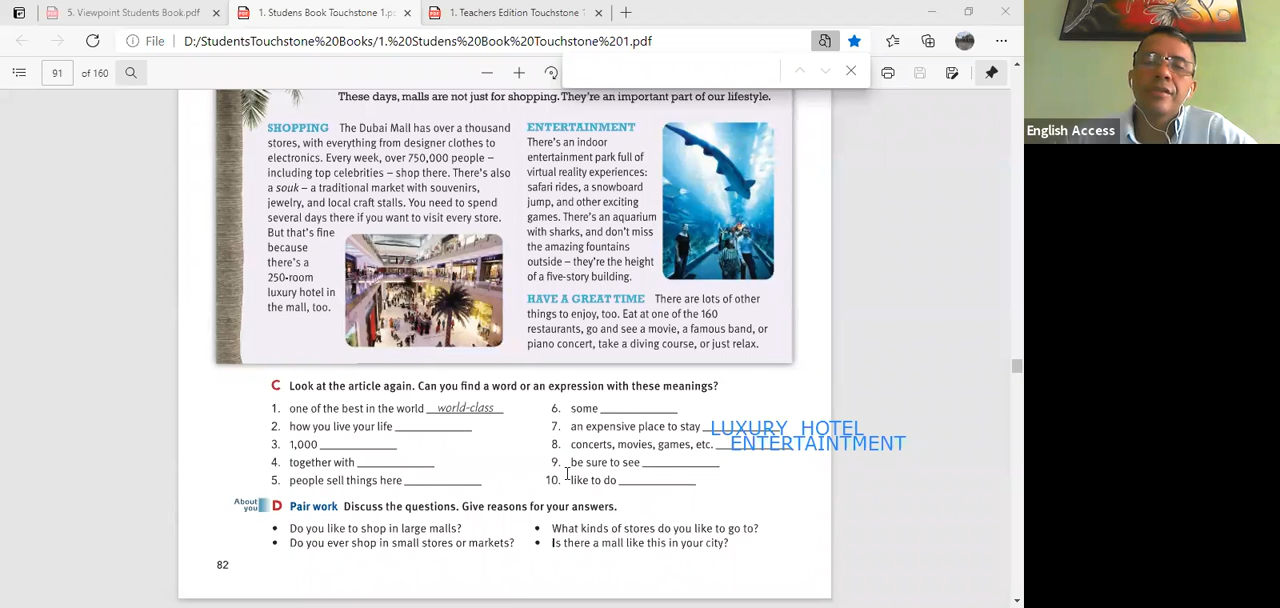 5. Viewpoint Students Book.pdf
1. Studens Book Touchstone 1.p
1. Teachers Edition Touchstone
File D:/StudentsTouchstone%20Books/1.%20Studens%20Book%20Touchstone%201.pdf
91 of 160
These days, malls are not just for shopping. They're an important part of our lifestyle.
SHOPPING The Dubai Mall has over a thousand
stores, with from designer clothes to
electronics. Every week, over 750,000 people –
including top celebrities – shop there. There's also
a souk – a traditional market with souvenirs,
jewelry, and local craft stalls. You need to spend
several days there if you want to visit every store.
But that's fine
because
there's a
250-room
luxury hotel in
the mall, too.
ENTERTAINMENT
There's an indoor
entertainment park full of
virtual reality experiences:
safari rides, a snowboard
jump, and other exciting
games. There's an aquarium
with sharks, and don't miss
the amazing fountains
outside – they're the height
of a five-story building.
HAVE A GREAT TIME There are lots of other
things to enjoy, too. Eat at one of the 160
restaurants, go and see a movie, a famous band, or
piano concert, take a diving course, or just relax.
C Look at the article again. Can you find a word or an expression with these meanings?
1. one of the best in the world world-class
2. how you live your life
3. 1,000
4. together with
5. people sell things here
6. some
7. an expensive place to stay LUXURY HOTEL
8. concerts, movies, games, etc. ENTERTAINTMENT
9. be sure to see
10. like to do
About you D Pair work Discuss the questions. Give reasons for your answers.
• Do you like to shop in large malls?
• Do you ever shop in small stores or markets?
• What kinds of stores do you like to go to?
• Is there a mall like this in your city?
82
English Access